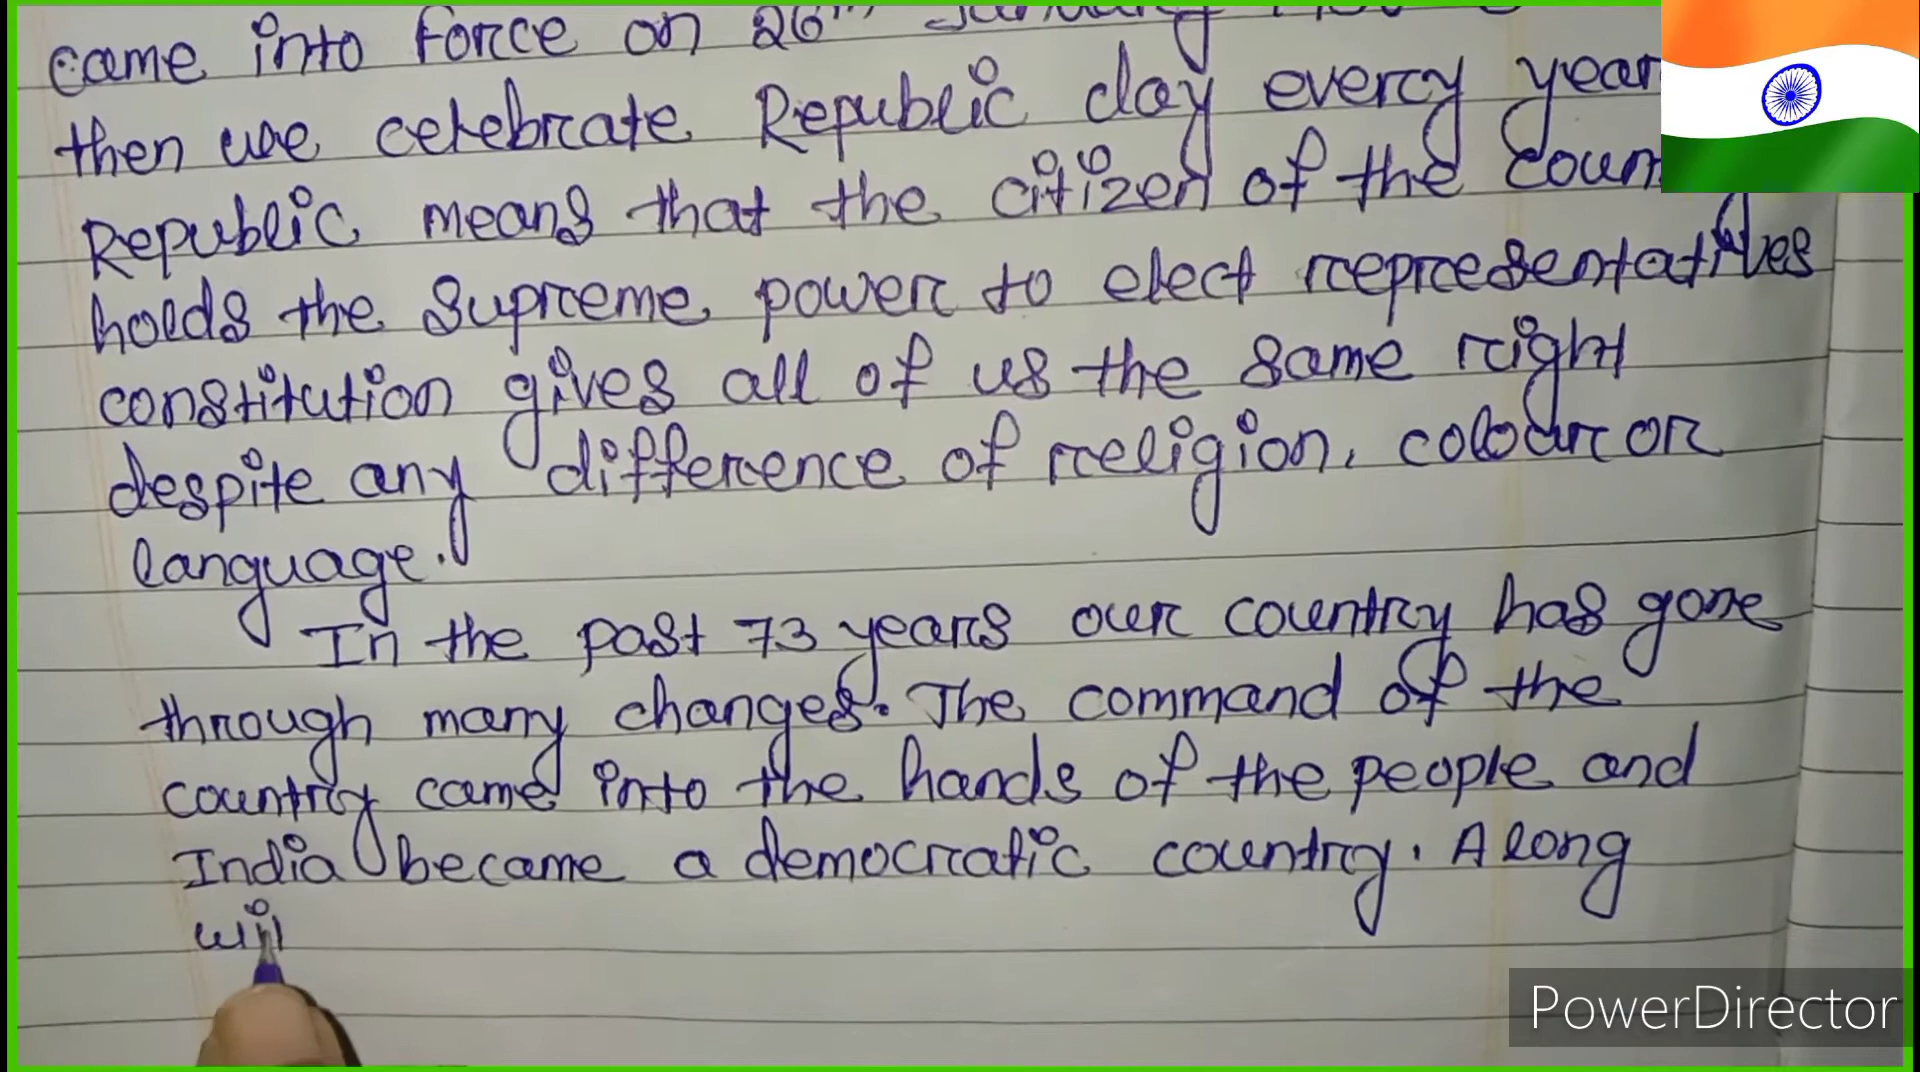 came into force on 26th January
then we celebrate Republic day every year
Republic means that the citizen of the
holds the supreme power to elect representatives
constitution gives all of us the same right
despite any difference of religion, colour or
language.
In the past 73 years our country has gone
through many changes. The command of the
country came into the hands of the people and
India became a democratic country. Along
wit
PowerDirector